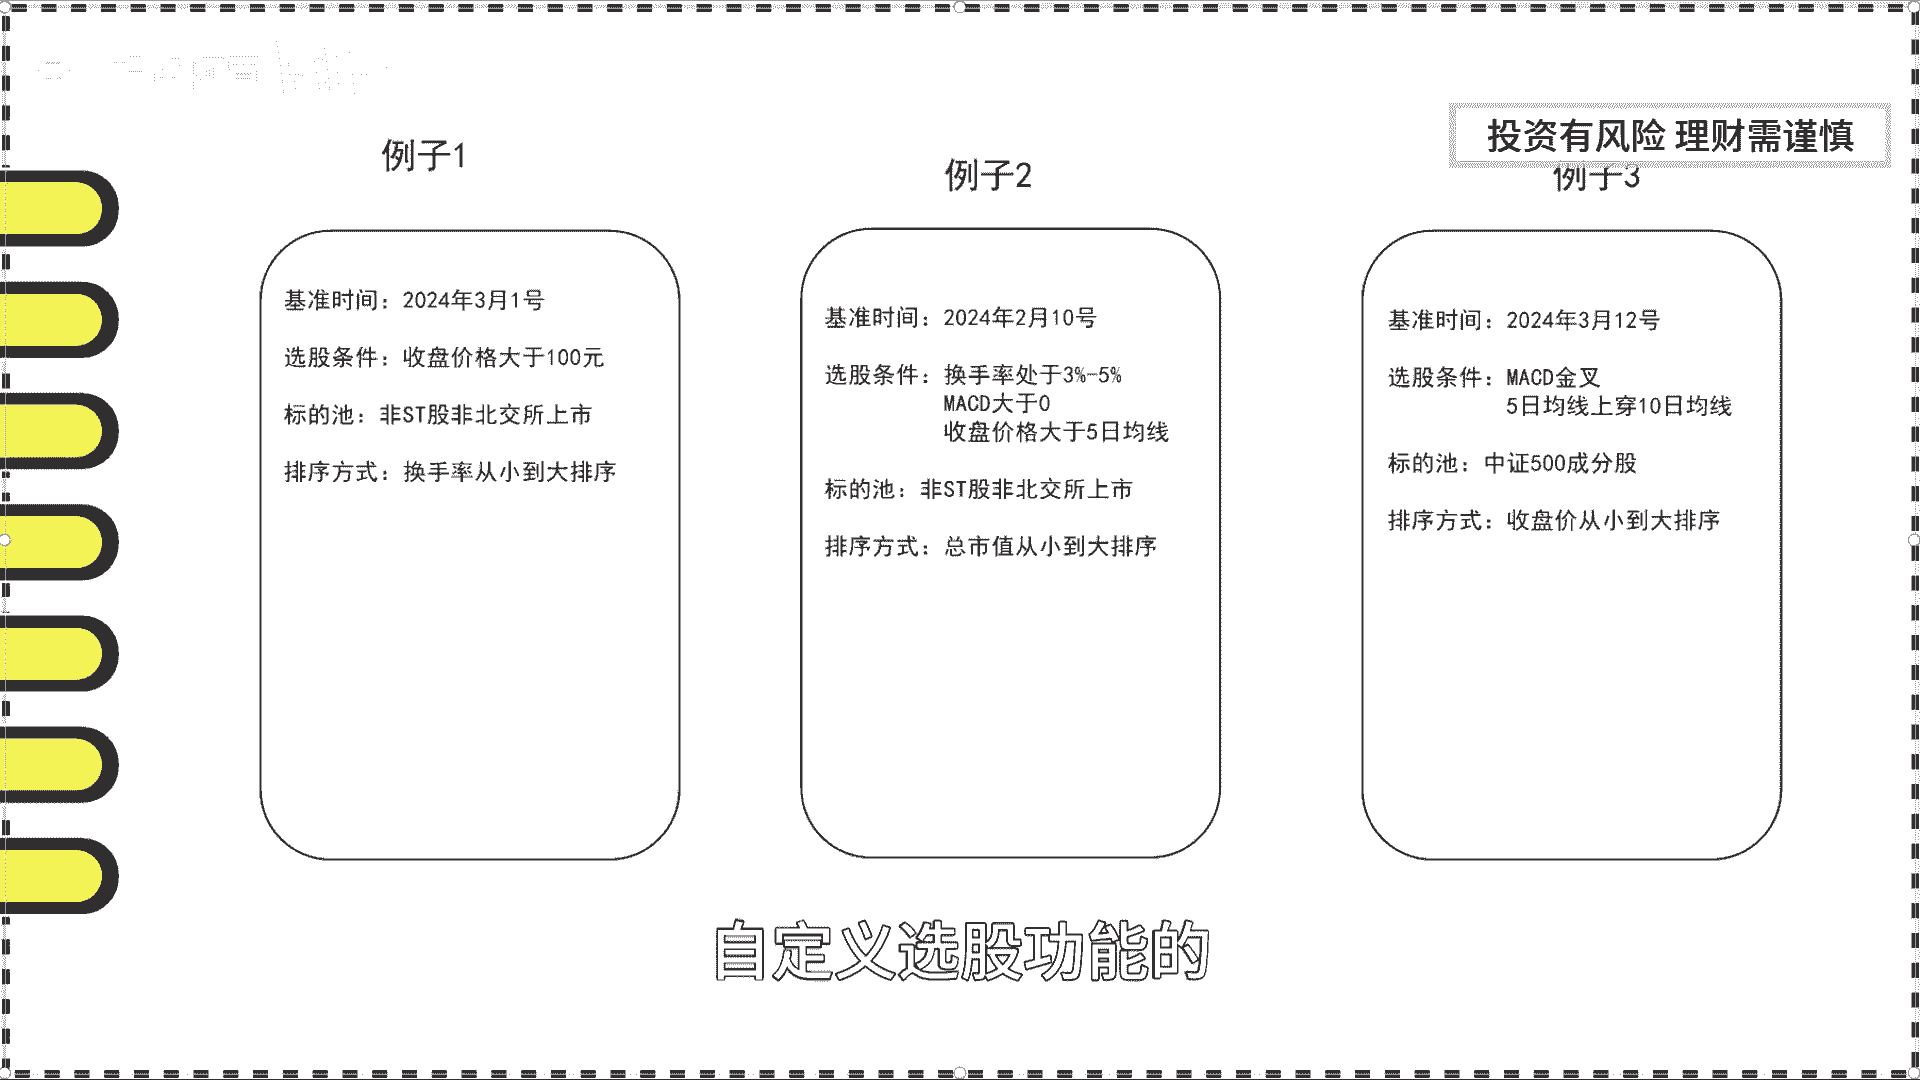 投资有风险 理财需谨慎
例子1
基准时间：2024年3月1号
选股条件：收盘价格大于100元
标的池：非ST股非北交所上市
排序方式：换手率从小到大排序
例子2
基准时间：2024年2月10号
选股条件：换手率处于3%-5%
MACD大于0
收盘价格大于5日均线
标的池：非ST股非北交所上市
排序方式：总市值从小到大排序
例子3
基准时间：2024年3月12号
选股条件：MACD金叉
5日均线上穿10日均线
标的池：中证500成分股
排序方式：收盘价从小到大排序
自定义选股功能的